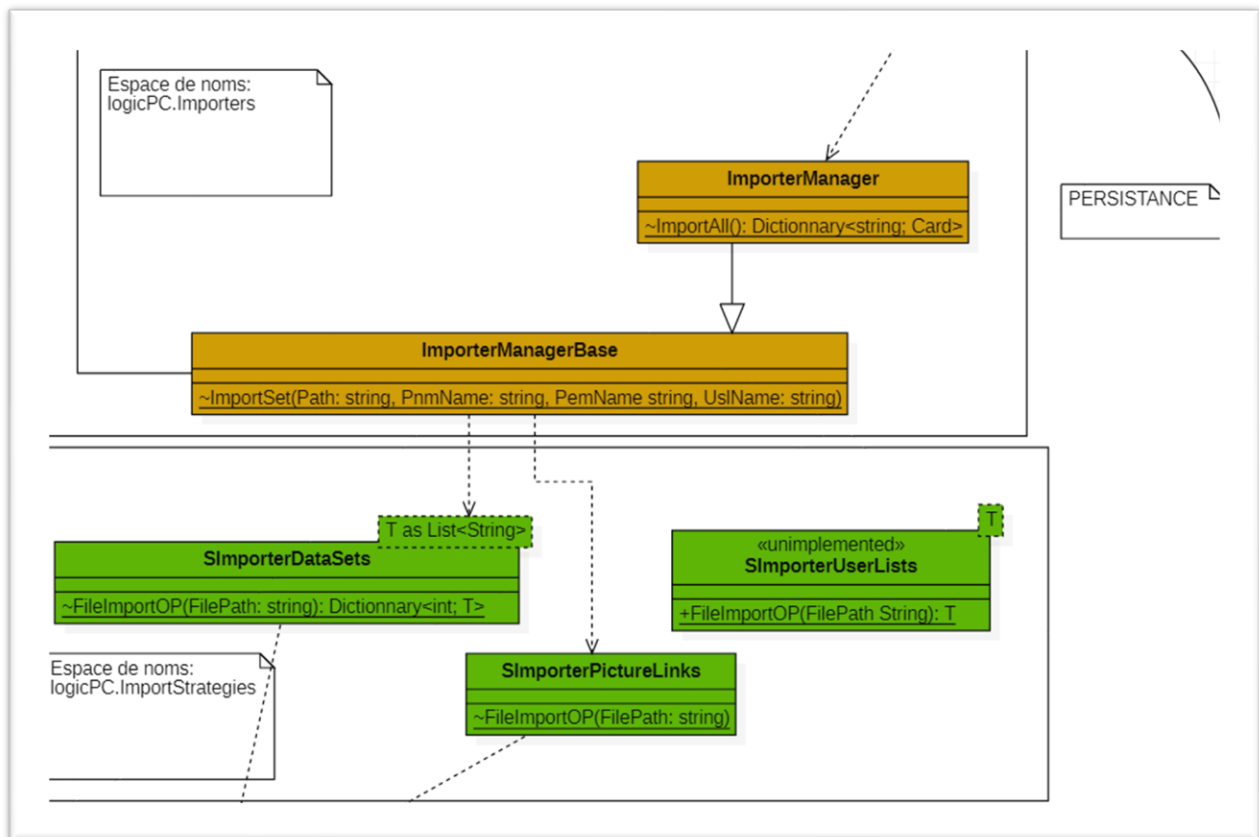 Espace de noms:
logicPC.Importers
ImporterManager
~ImportAll(): Dictionnary<string; Card>
PERSISTANCE
ImporterManagerBase
~ImportSet(Path: string, PnmName: string, PemName string, UslName: string)
T as List<String>
SImporterDataSets
~FileImportOP(FilePath: string): Dictionnary<int; T>
T
«unimplemented»
SImporterUserLists
+FileImportOP(FilePath String): T
Espace de noms:
logicPC.ImportStrategies
SImporterPictureLinks
~FileImportOP(FilePath: string)